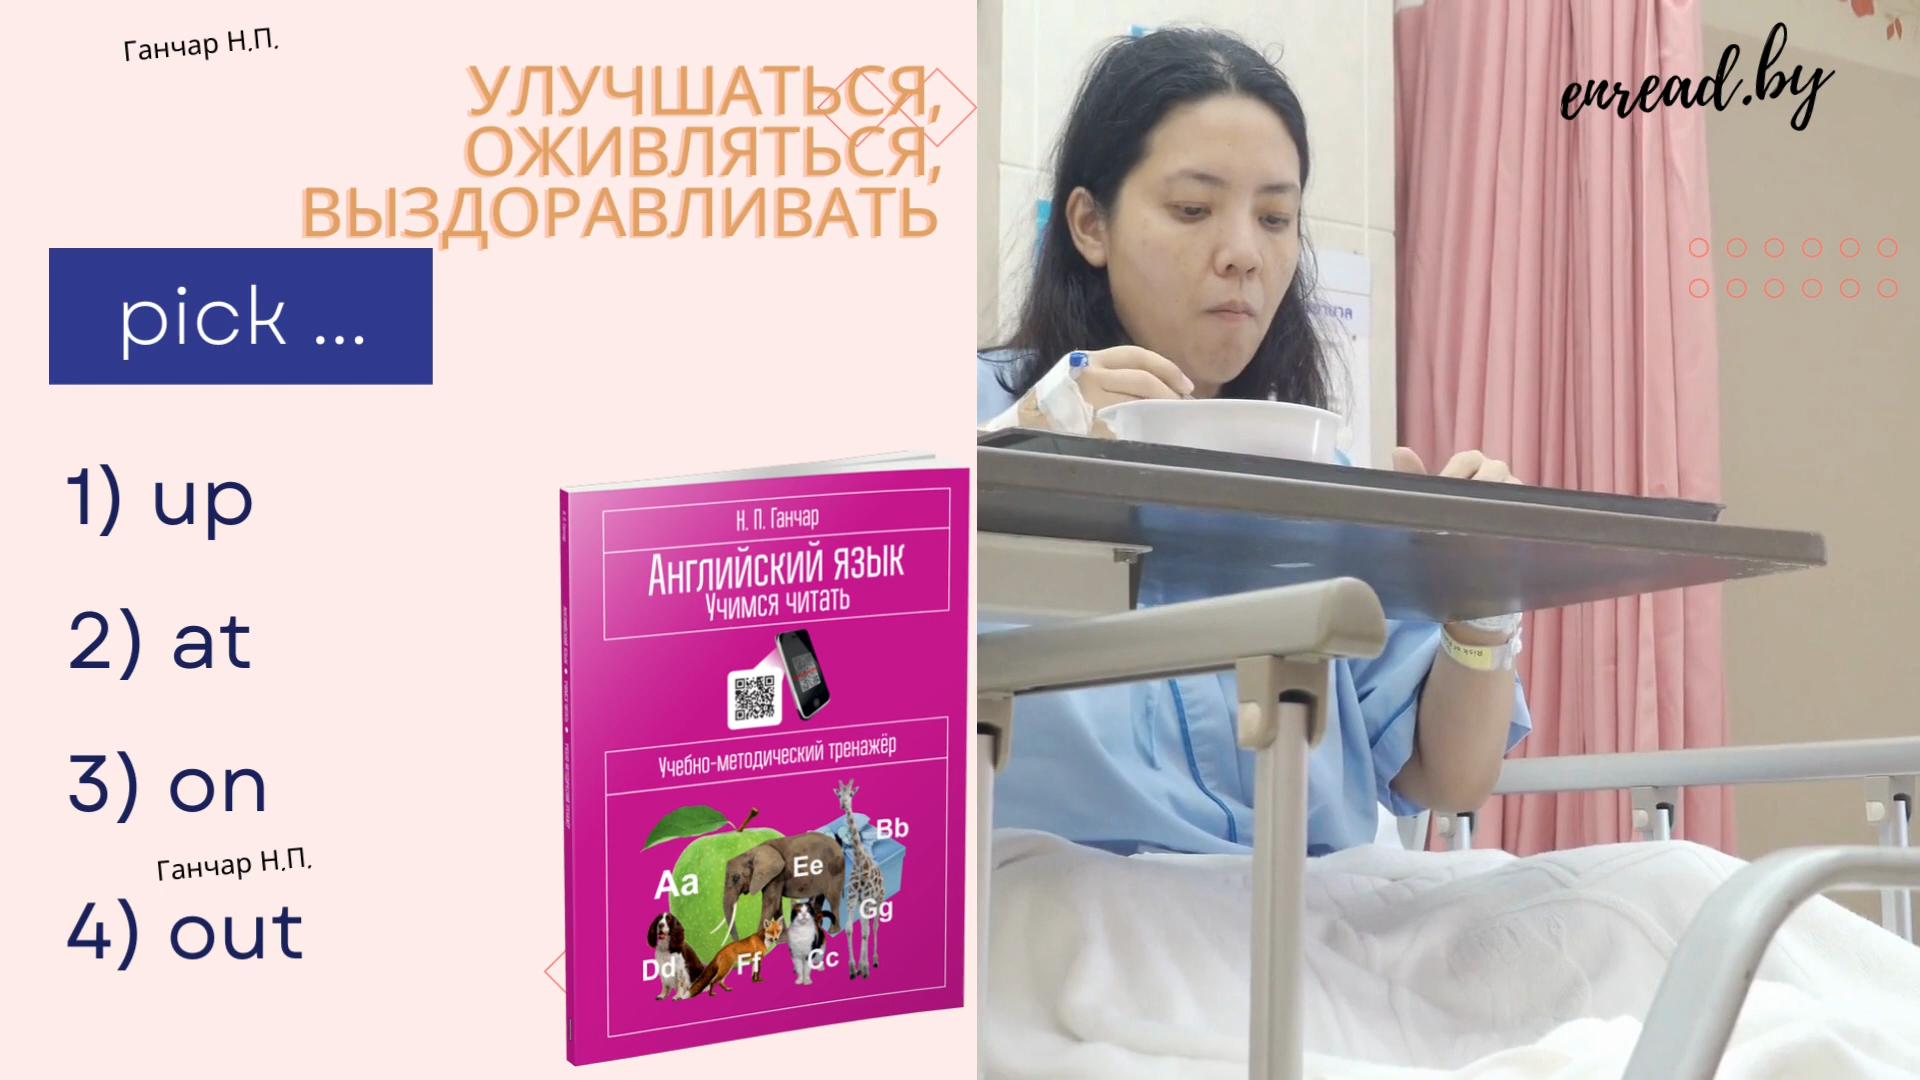 Ганчар Н.П.
enread.by
УЛУЧШАТЬСЯ,
ОЖИВЛЯТЬСЯ,
ВЫЗДОРАВЛИВАТЬ
pick ...
1) up
2) at
3) on
Ганчар Н.П.
4) out
Н. П. Ганчар
Английский язык
Учимся читать
Учебно-методический тренажёр
Bb
Ee
Aa
Gg
Dd
Ff
Cc